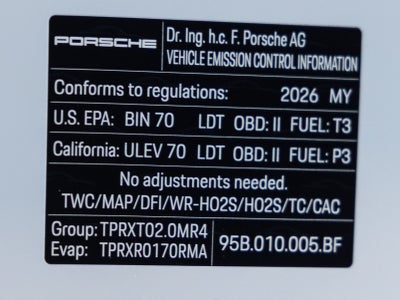 PORSCHE
Dr. Ing. h.c. F. Porsche AG
VEHICLE EMISSION CONTROL INFORMATION
Conforms to regulations: 2026 MY
U.S. EPA: BIN 70 LDT OBD: II FUEL: T3
California: ULEV 70 LDT OBD: II FUEL: P3
No adjustments needed.
TWC/MAP/DFI/WR-HO2S/HO2S/TC/CAC
Group: TPRXT02.0MR4
Evap: TPRXR0170RMA
95B.010.005.BF